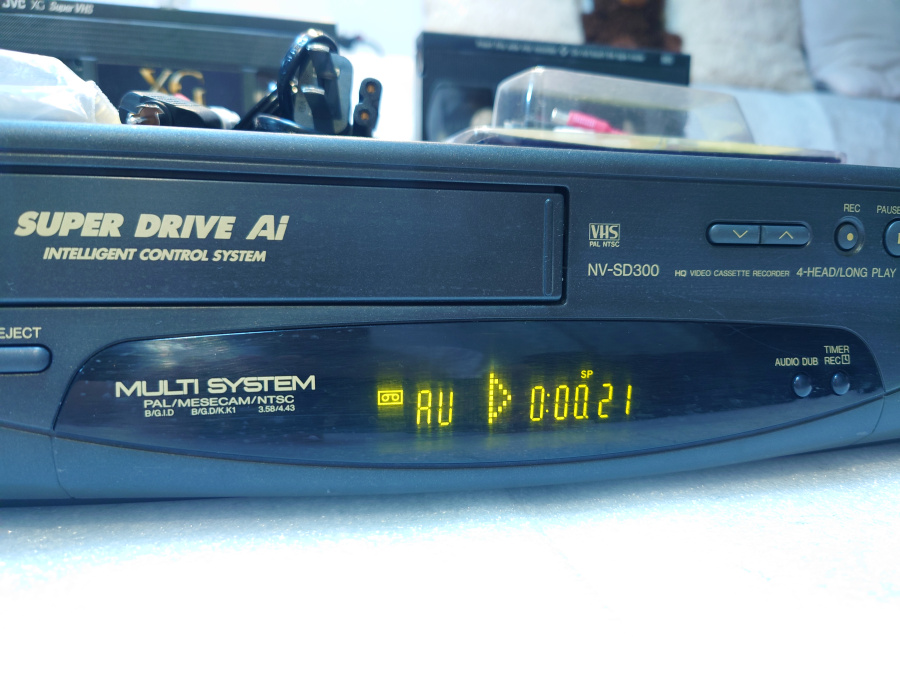 JVC XG Super VHS
XG
SUPER DRIVE Ai
INTELLIGENT CONTROL SYSTEM
VHS
PAL NTSC
NV-SD300
HQ VIDEO CASSETTE RECORDER
4-HEAD/LONG PLAY
REC
PAUSE
EJECT
MULTI SYSTEM
PAL/MESECAM/NTSC
B/G.I.D B/G.D/K.K1 3.58/4.43
AU
SP
0:00.21
AUDIO DUB
TIMER
REC